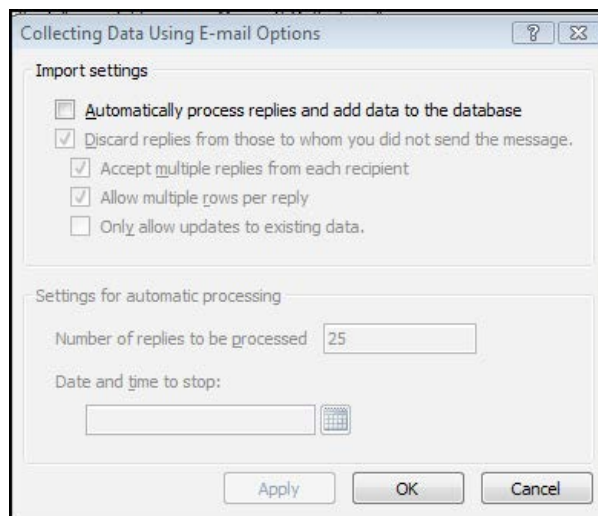 Collecting Data Using E-mail Options
Import settings
Automatically process replies and add data to the database
Discard replies from those to whom you did not send the message.
Accept multiple replies from each recipient
Allow multiple rows per reply
Only allow updates to existing data.
Settings for automatic processing
Number of replies to be processed 25
Date and time to stop:
Apply OK Cancel